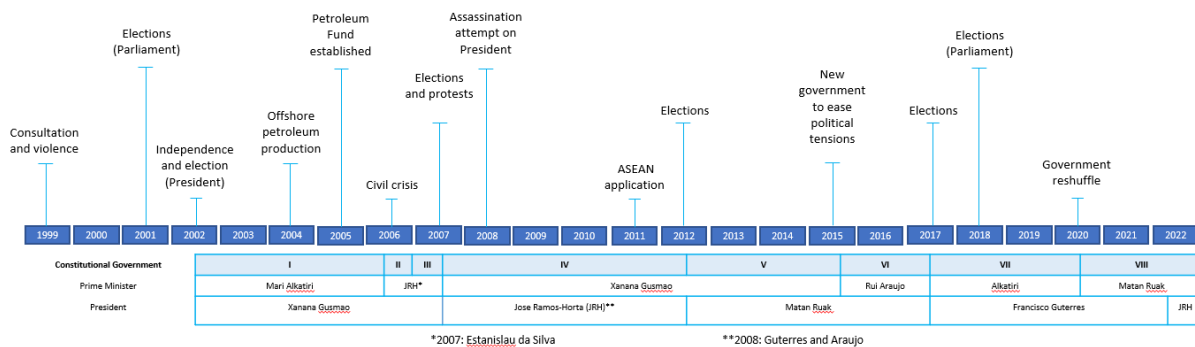 Consultation
and violence
Elections
(Parliament)
Independence
and election
(President)
Offshore
petroleum
production
Petroleum
Fund
established
Civil crisis
Elections
and protests
Assassination
attempt on
President
ASEAN
application
Elections
New
government
to ease
political
tensions
Elections
Elections
(Parliament)
Government
reshuffle
1999 2000 2001 2002 2003 2004 2005 2006 2007 2008 2009 2010 2011 2012 2013 2014 2015 2016 2017 2018 2019 2020 2021 2022
Constitutional Government I II III IV V VI VII VIII
Prime Minister Mari Alkatiri JRH* Xanana Gusmao Rui Araujo Alkatiri Matan Ruak
President Xanana Gusmao Jose Ramos-Horta (JRH)** Matan Ruak Francisco Guterres JRH
*2007: Estanislau da Silva **2008: Guterres and Araujo